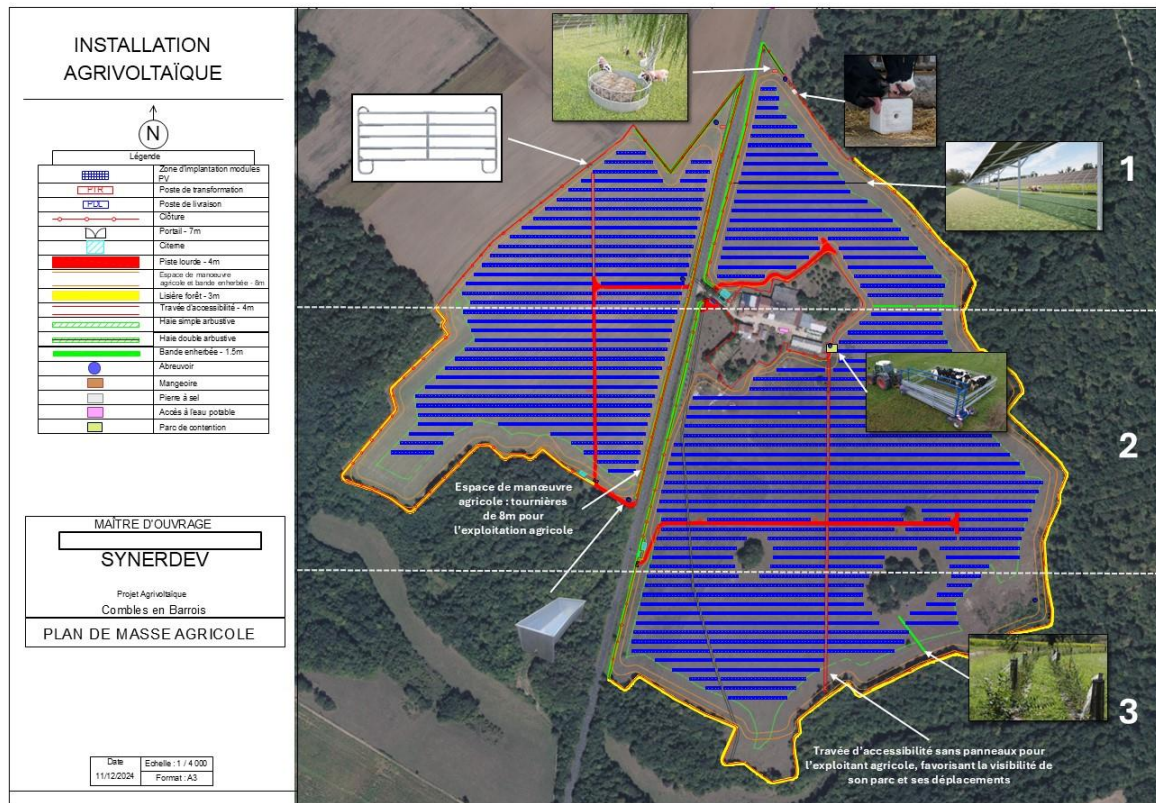 INSTALLATION
AGRIVOLTAÏQUE
N
Légende
Zone d'implantation modules
PV
PTR
Poste de transformation
PDL
Poste de livraison
Clôture
Portail - 7m
Citerne
Piste lourde - 4m
Espace de manœuvre
agricole et bande enherbée - 8m
Lisière forêt - 3m
Travée d'accessibilité - 4m
Haie simple arbustive
Haie double arbustive
Bande enherbée - 1.5m
Abreuvoir
Mangeoire
Pierre à sel
Accès à l'eau potable
Parc de contention
MAÎTRE D'OUVRAGE
SYNERDEV
Projet Agrivoltaïque
Combles en Barrois
PLAN DE MASSE AGRICOLE
Date
11/12/2024
Echelle : 1 / 4 000
Format : A3
1
2
3
Espace de manœuvre
agricole : tournières
de 8m pour
l'exploitation agricole
Travée d'accessibilité sans panneaux pour
l'exploitant agricole, favorisant la visibilité de
son parc et ses déplacements